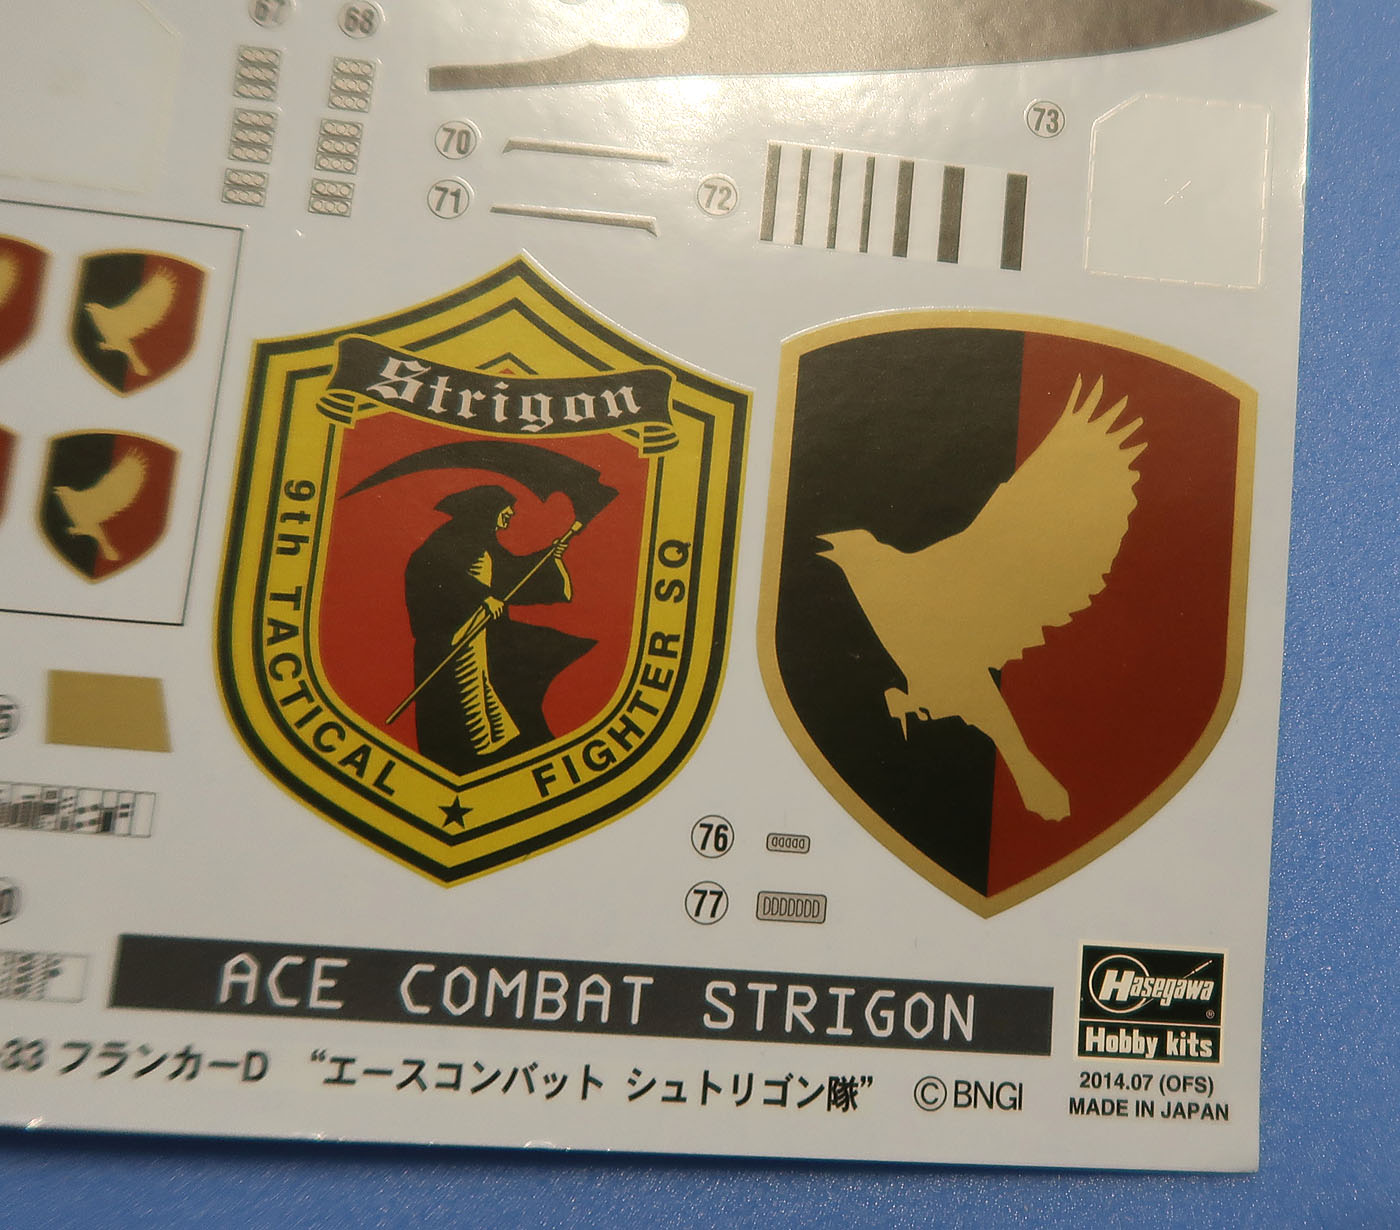 67 68
70
71
72
73
Strigon
9th TACTICAL FIGHTER SQ
76
77
DDDDDDD
ACE COMBAT STRIGON
Hasegawa
®
Hobby kits
-33 フランカーD “エースコンバット シュトリゴン隊” ©BNGI
2014.07 (OFS)
MADE IN JAPAN